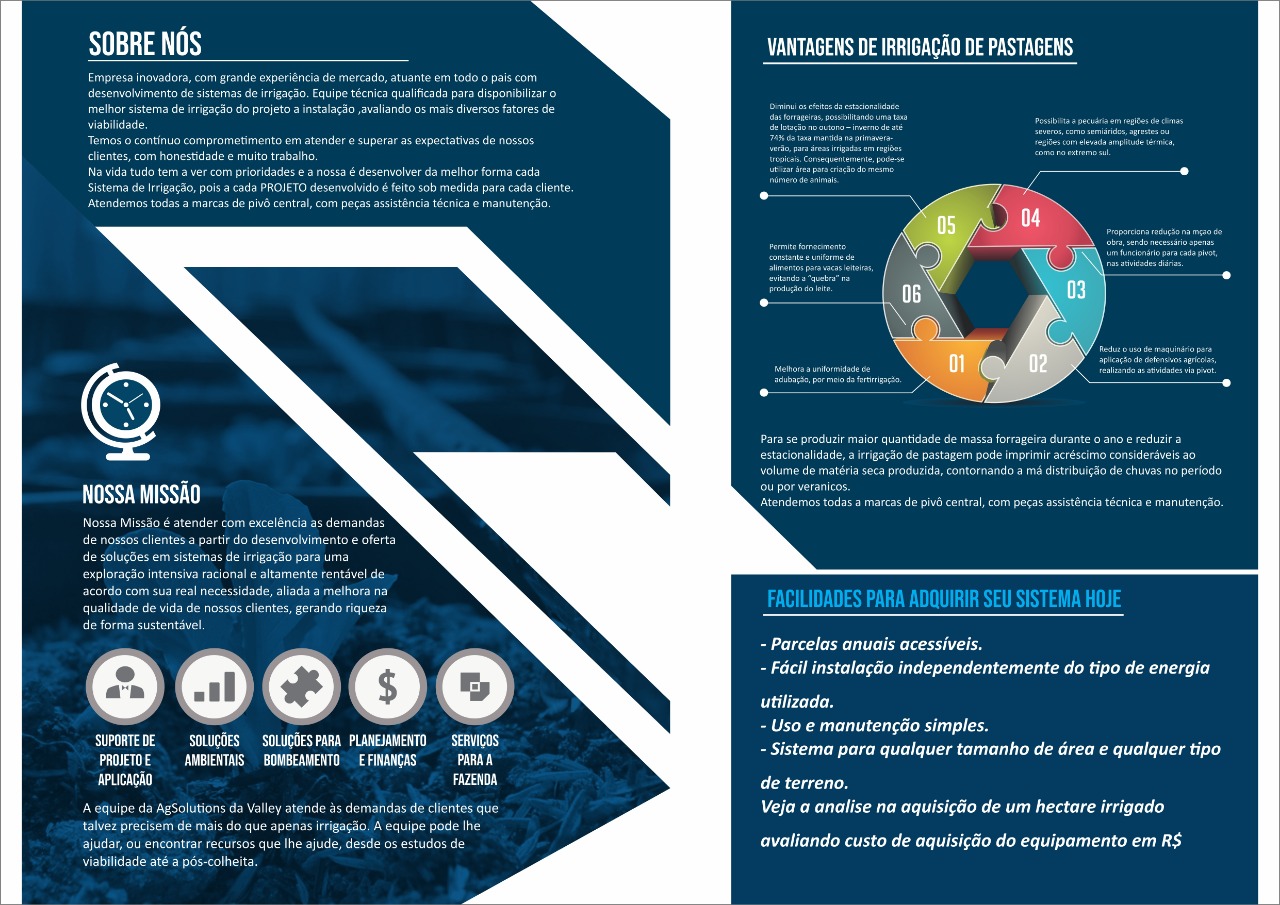 SOBRE NÓS
Empresa inovadora, com grande experiência de mercado, atuante em todo o pais com
desenvolvimento de sistemas de irrigação. Equipe técnica qualificada para disponibilizar o
melhor sistema de irrigação do projeto a instalação ,avaliando os mais diversos fatores de
viabilidade.
Temos o contínuo comprometimento em atender e superar as expectativas de nossos
clientes, com honestidade e muito trabalho.
Na vida tudo tem a ver com prioridades e a nossa é desenvolver da melhor forma cada
Sistema de Irrigação, pois a cada PROJETO desenvolvido é feito sob medida para cada cliente.
Atendemos todas a marcas de pivô central, com peças assistência técnica e manutenção.
NOSSA MISSÃO
Nossa Missão é atender com excelência as demandas
de nossos clientes a partir do desenvolvimento e oferta
de soluções em sistemas de irrigação para uma
exploração intensiva racional e altamente rentável de
acordo com sua real necessidade, aliada a melhora na
qualidade de vida de nossos clientes, gerando riqueza
de forma sustentável.
$
SUPORTE DE
PROJETO E
APLICAÇÃO
SOLUÇÕES
AMBIENTAIS
SOLUÇÕES PARA
BOMBEAMENTO
PLANEJAMENTO
E FINANÇAS
SERVIÇOS
PARA A
FAZENDA
A equipe da AgSolutions da Valley atende às demandas de clientes que
talvez precisem de mais do que apenas irrigação. A equipe pode lhe
ajudar, ou encontrar recursos que lhe ajude, desde os estudos de
viabilidade até a pós-colheita.
VANTAGENS DE IRRIGAÇÃO DE PASTAGENS
Diminui os efeitos da estacionalidade
das forrageiras, possibilitando uma taxa
de lotação no outono – inverno de até
74% da taxa mantida na primavera-
verão, para áreas irrigadas em regiões
tropicais. Consequentemente, pode-se
utilizar área para criação do mesmo
número de animais.
Possibilita a pecuária em regiões de climas
severos, como semiáridos, agrestes ou
regiões com elevada amplitude térmica,
como no extremo sul.
Permite fornecimento
constante e uniforme de
alimentos para vacas leiteiras,
evitando a "quebra" na
produção do leite.
Proporciona redução na mçao de
obra, sendo necessário apenas
um funcionário para cada pivot,
nas atividades diárias.
Melhora a uniformidade de
adubação, por meio da fertirrigação.
Reduz o uso de maquinário para
aplicação de defensivos agrícolas,
realizando as atividades via pivot.
05
04
06
03
01
02
Para se produzir maior quantidade de massa forrageira durante o ano e reduzir a
estacionalidade, a irrigação de pastagem pode imprimir acréscimo consideráveis ao
volume de matéria seca produzida, contornando a má distribuição de chuvas no período
ou por veranicos.
Atendemos todas a marcas de pivô central, com peças assistência técnica e manutenção.
FACILIDADES PARA ADQUIRIR SEU SISTEMA HOJE
- Parcelas anuais acessíveis.
- Fácil instalação independentemente do tipo de energia
utilizada.
- Uso e manutenção simples.
- Sistema para qualquer tamanho de área e qualquer tipo
de terreno.
Veja a analise na aquisição de um hectare irrigado
avaliando custo de aquisição do equipamento em R$